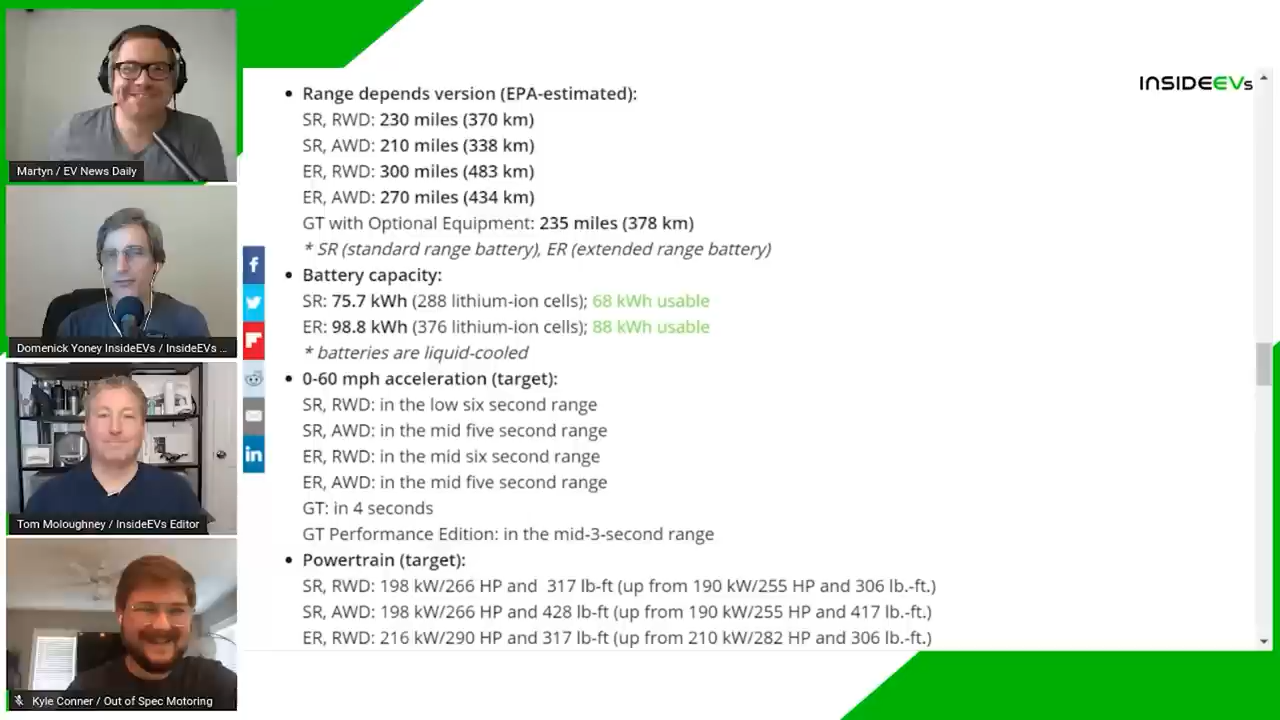 INSIDEEVs
Range depends version (EPA-estimated):
SR, RWD: 230 miles (370 km)
SR, AWD: 210 miles (338 km)
ER, RWD: 300 miles (483 km)
ER, AWD: 270 miles (434 km)
GT with Optional Equipment: 235 miles (378 km)
* SR (standard range battery), ER (extended range battery)
Battery capacity:
SR: 75.7 kWh (288 lithium-ion cells); 68 kWh usable
ER: 98.8 kWh (376 lithium-ion cells); 88 kWh usable
* batteries are liquid-cooled
0-60 mph acceleration (target):
SR, RWD: in the low six second range
SR, AWD: in the mid five second range
ER, RWD: in the mid six second range
ER, AWD: in the mid five second range
GT: in 4 seconds
GT Performance Edition: in the mid-3-second range
Powertrain (target):
SR, RWD: 198 kW/266 HP and 317 lb-ft (up from 190 kW/255 HP and 306 lb.-ft.)
SR, AWD: 198 kW/266 HP and 428 lb-ft (up from 190 kW/255 HP and 417 lb.-ft.)
ER, RWD: 216 kW/290 HP and 317 lb-ft (up from 210 kW/282 HP and 306 lb.-ft.)
Martyn / EV News Daily
Domenick Yoney InsideEVs / InsideEVs ...
Tom Moloughney / InsideEVs Editor
Kyle Conner / Out of Spec Motoring